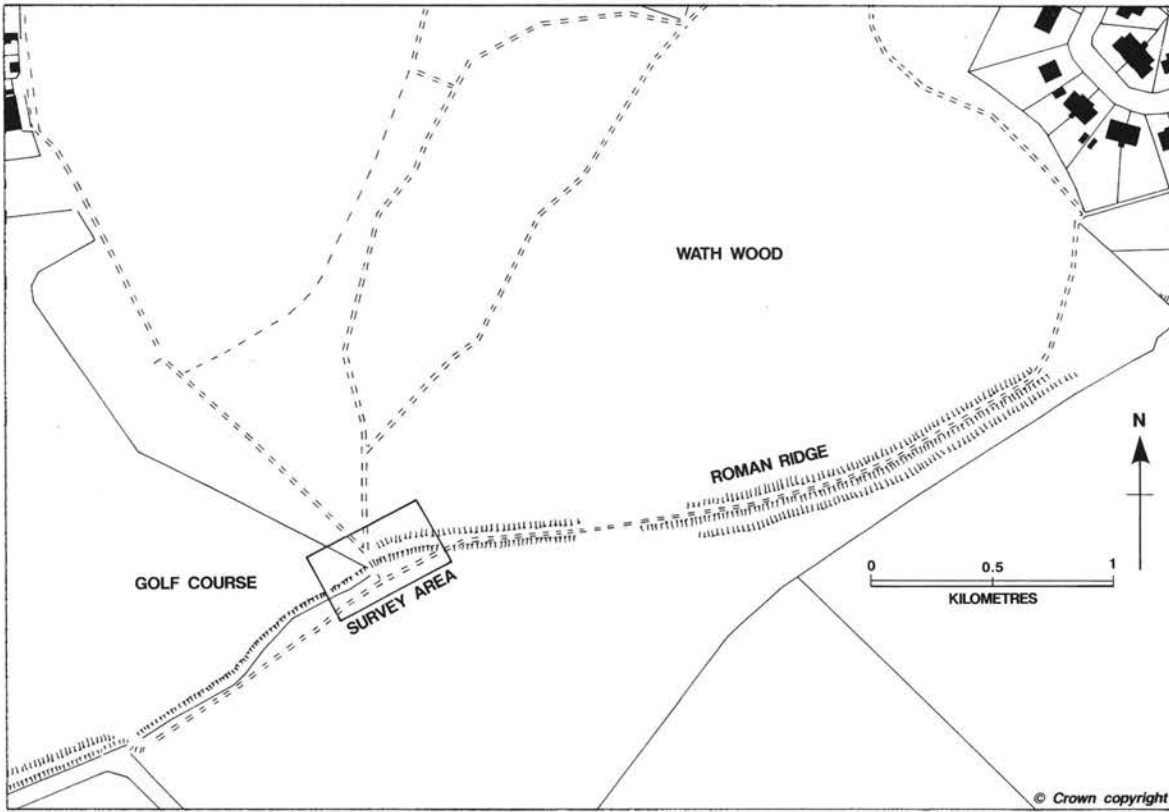 WATH WOOD
N
ROMAN RIDGE
GOLF COURSE
SURVEY AREA
0 0.5 1
KILOMETRES
© Crown copyright